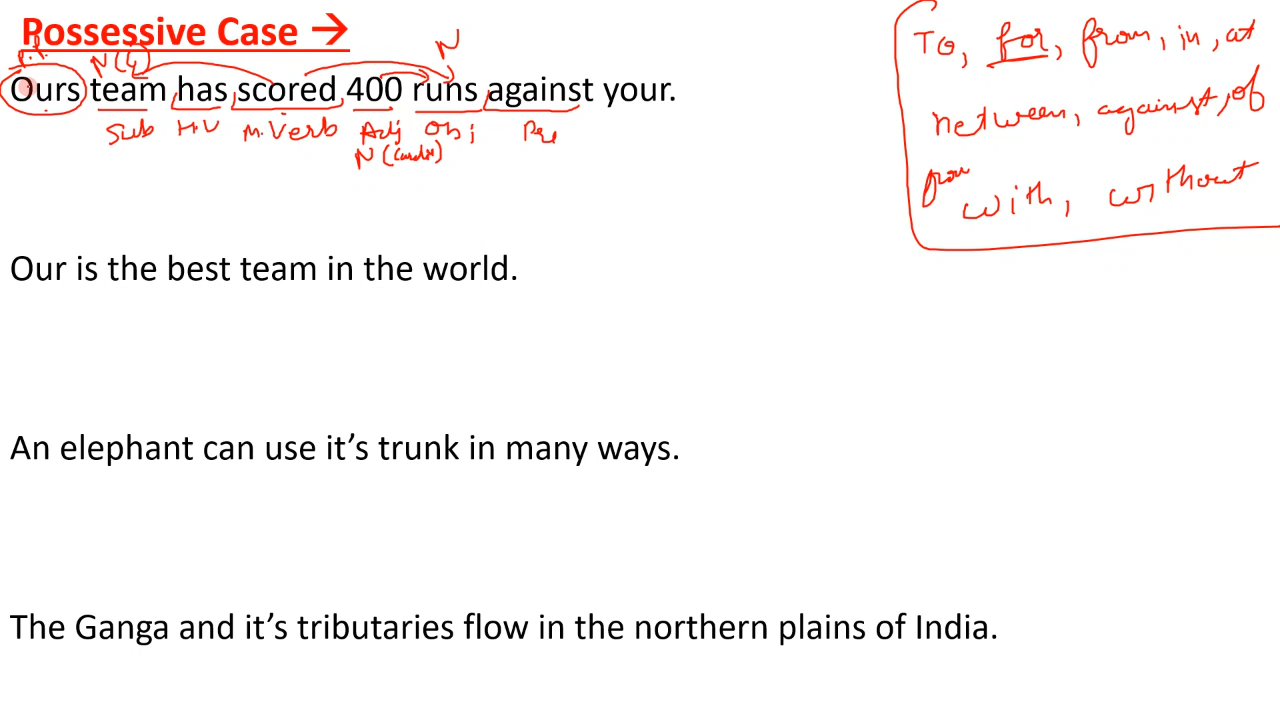 Possessive Case →
To, for, from, in, at
P.P.
N
Ours team has scored 400 runs against your.
between, against, of
Sub H.V M.Verb Adj Obj Pre
N
from
with, without
Our is the best team in the world.
An elephant can use it’s trunk in many ways.
The Ganga and it’s tributaries flow in the northern plains of India.